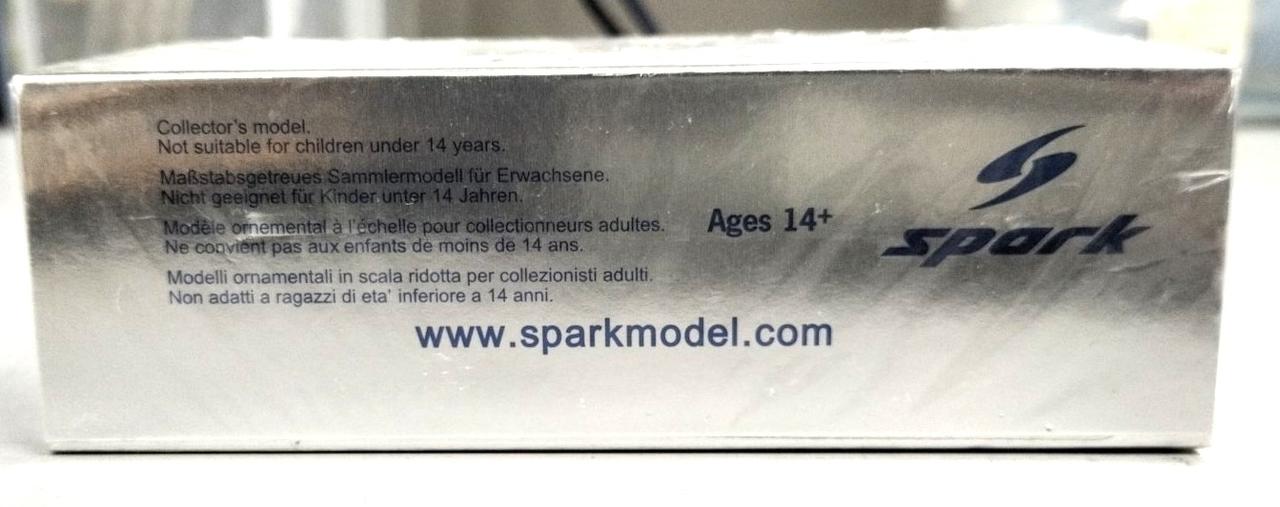 Collector's model.
Not suitable for children under 14 years.
Maßstabsgetreues Sammlermodell für Erwachsene.
Nicht geeignet für Kinder unter 14 Jahren.
Modèle ornemental à l'échelle pour collectionneurs adultes.
Ne convient pas aux enfants de moins de 14 ans.
Modelli ornamentali in scala ridotta per collezionisti adulti.
Non adatti a ragazzi di eta' inferiore a 14 anni.
Ages 14+
spark
www.sparkmodel.com